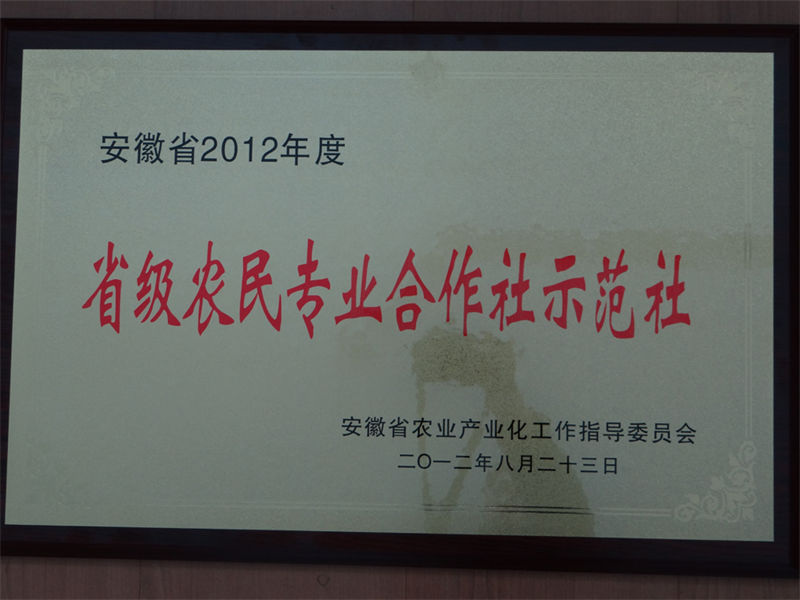 安徽省2012年度
省级农民专业合作社示范社
安徽省农业产业化工作指导委员会
二〇一二年八月二十三日